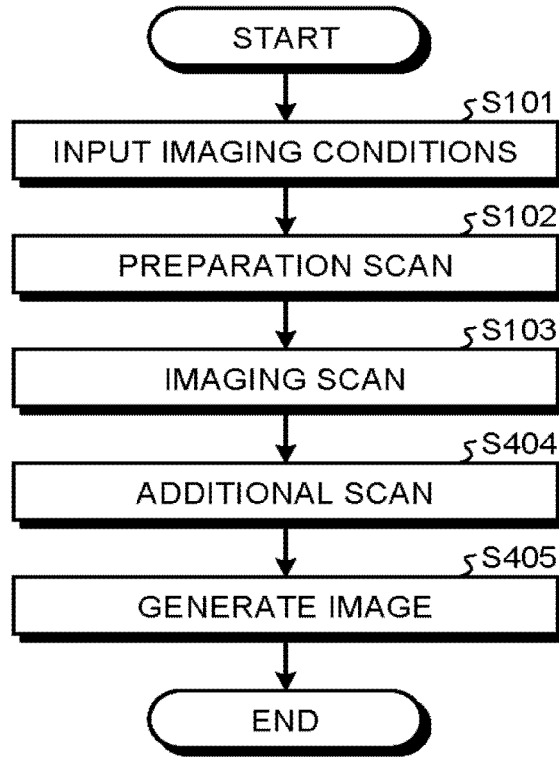 START
S101
INPUT IMAGING CONDITIONS
S102
PREPARATION SCAN
S103
IMAGING SCAN
S404
ADDITIONAL SCAN
S405
GENERATE IMAGE
END